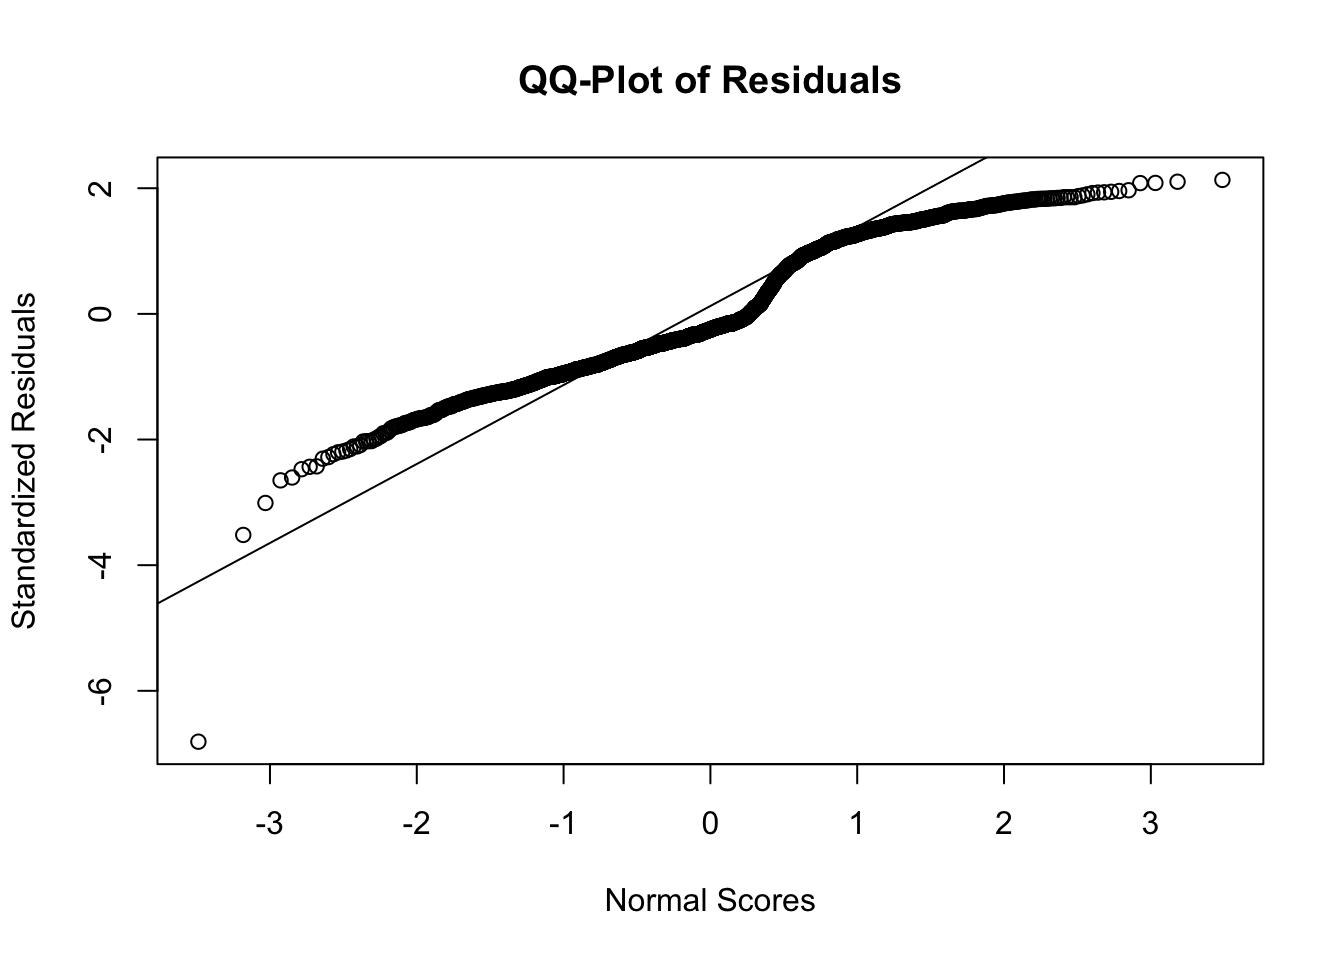 QQ-Plot of Residuals
Standardized Residuals
2
0
-2
-4
-6
-3 -2 -1 0 1 2 3
Normal Scores